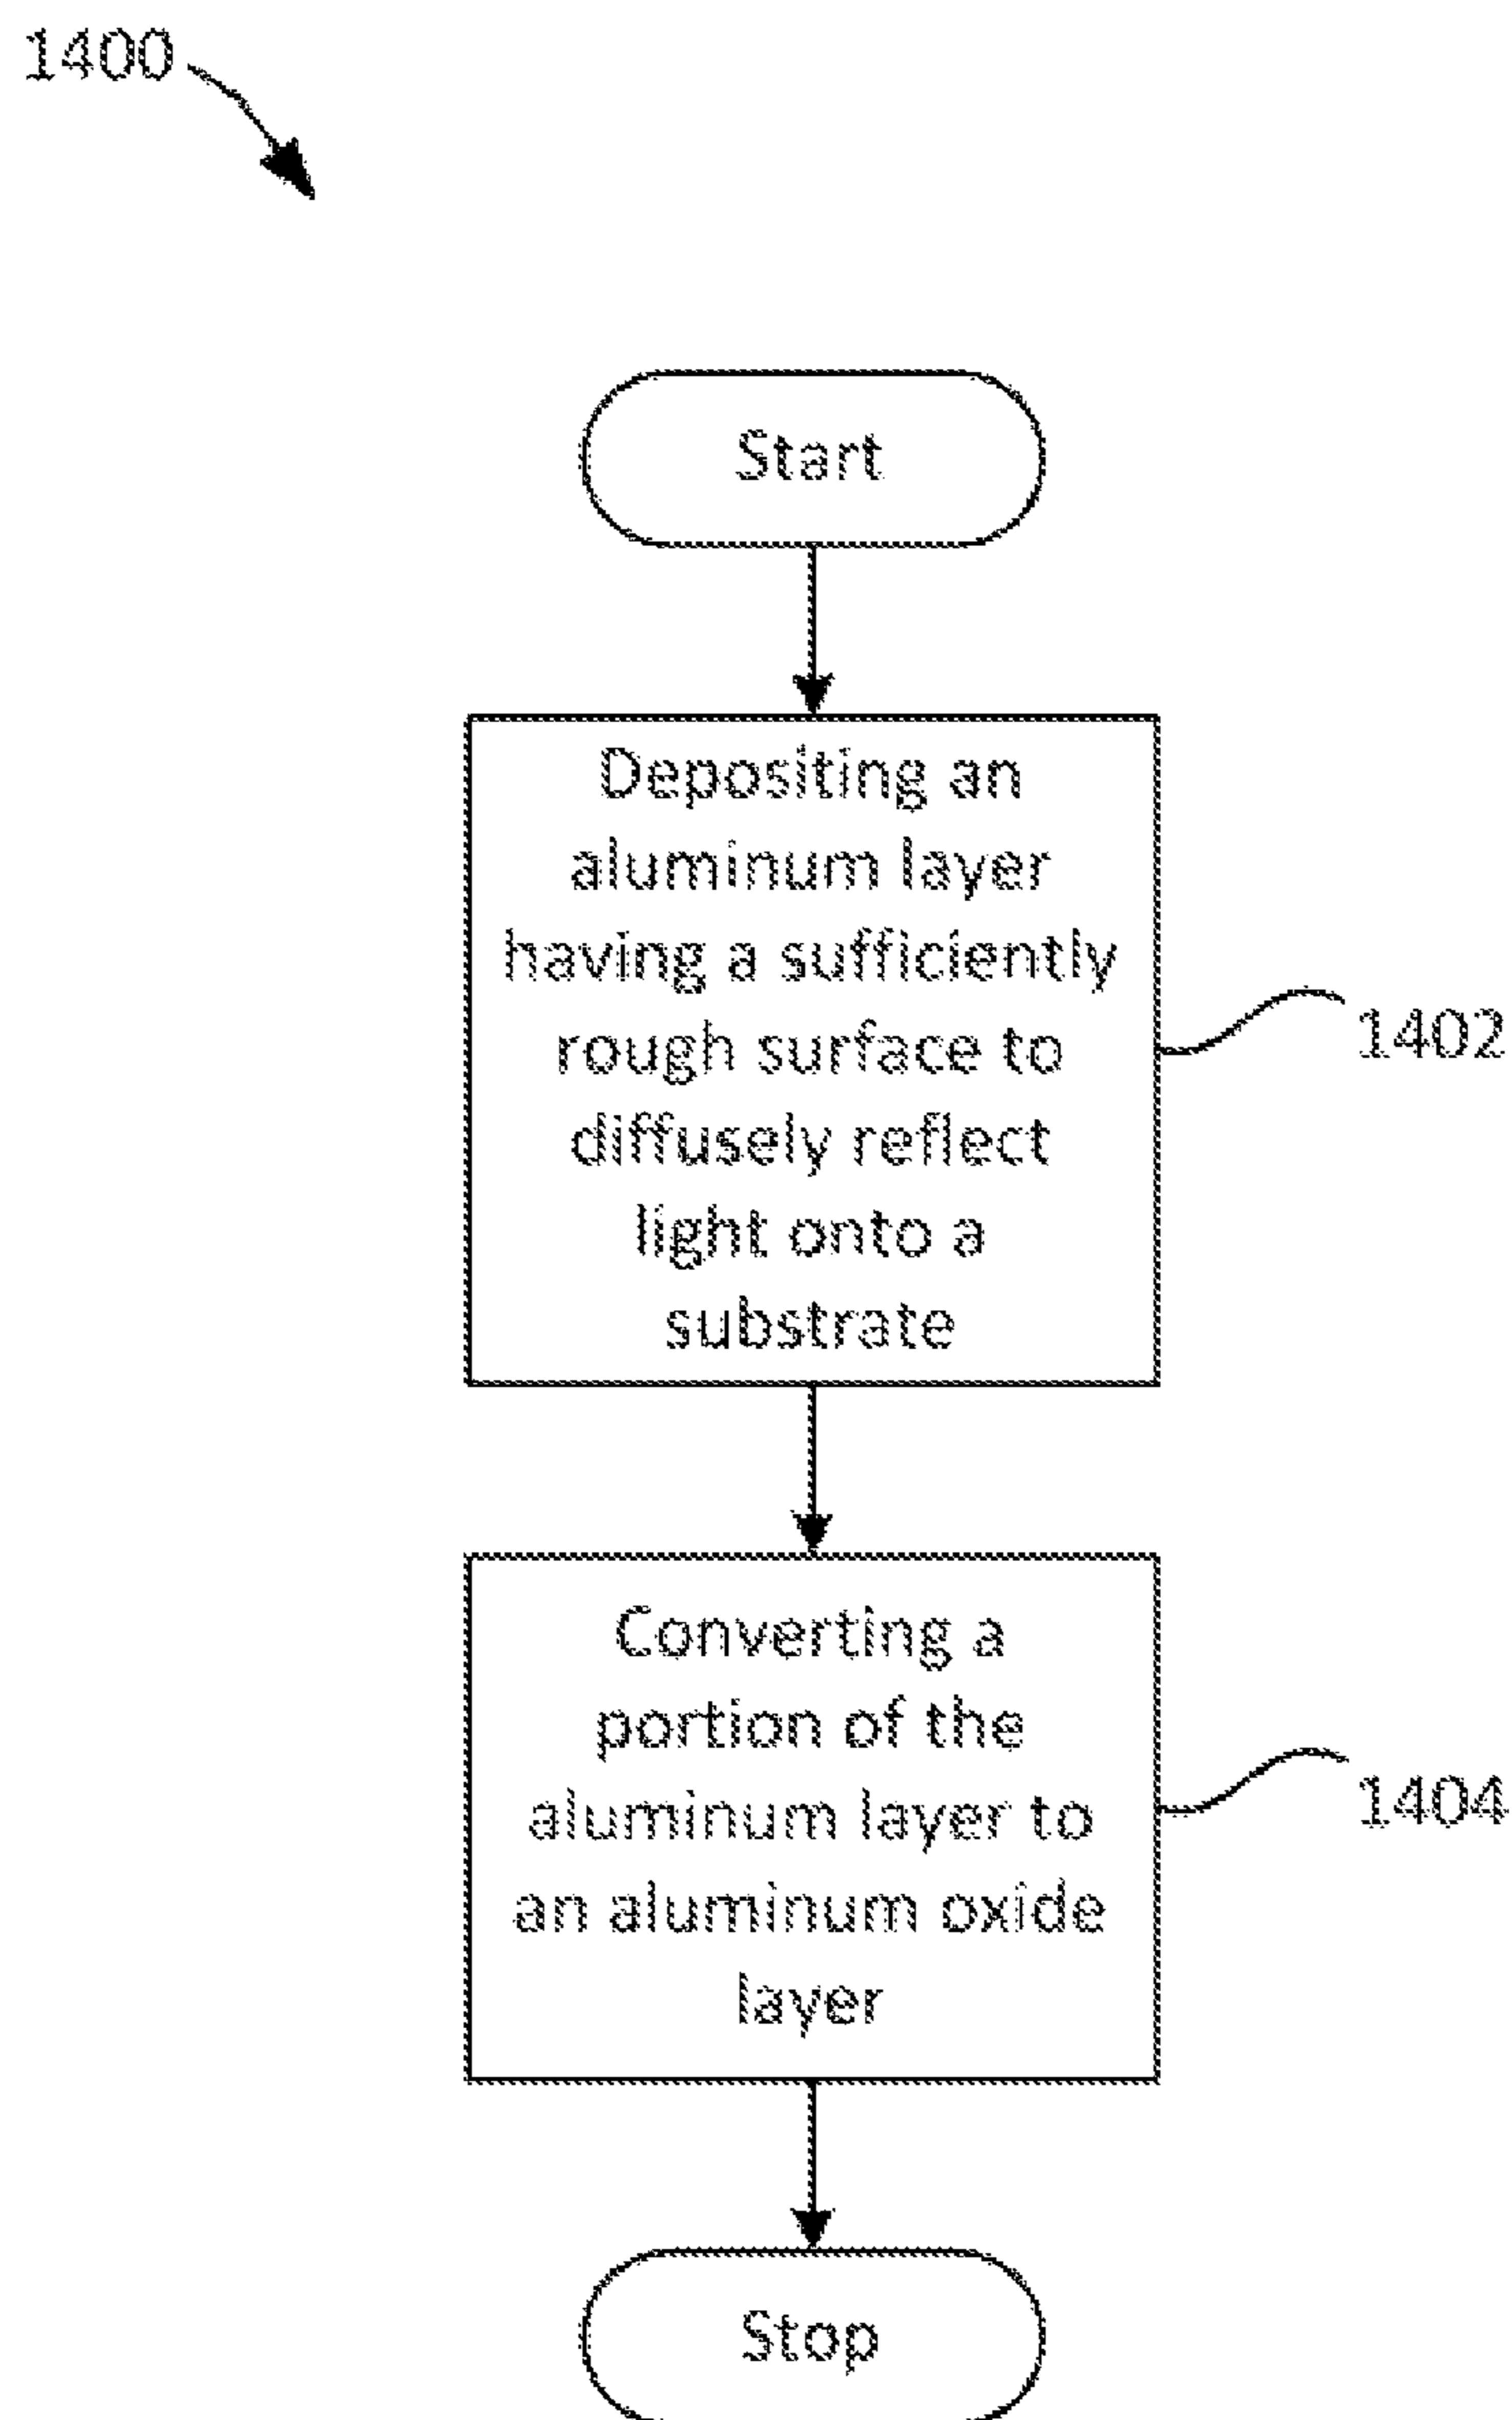 1400
Start
Depositing an
aluminum layer
having a sufficiently
rough surface to
diffusely reflect
light onto a
substrate
1402
Converting a
portion of the
aluminum layer to
an aluminum oxide
layer
1404
Stop